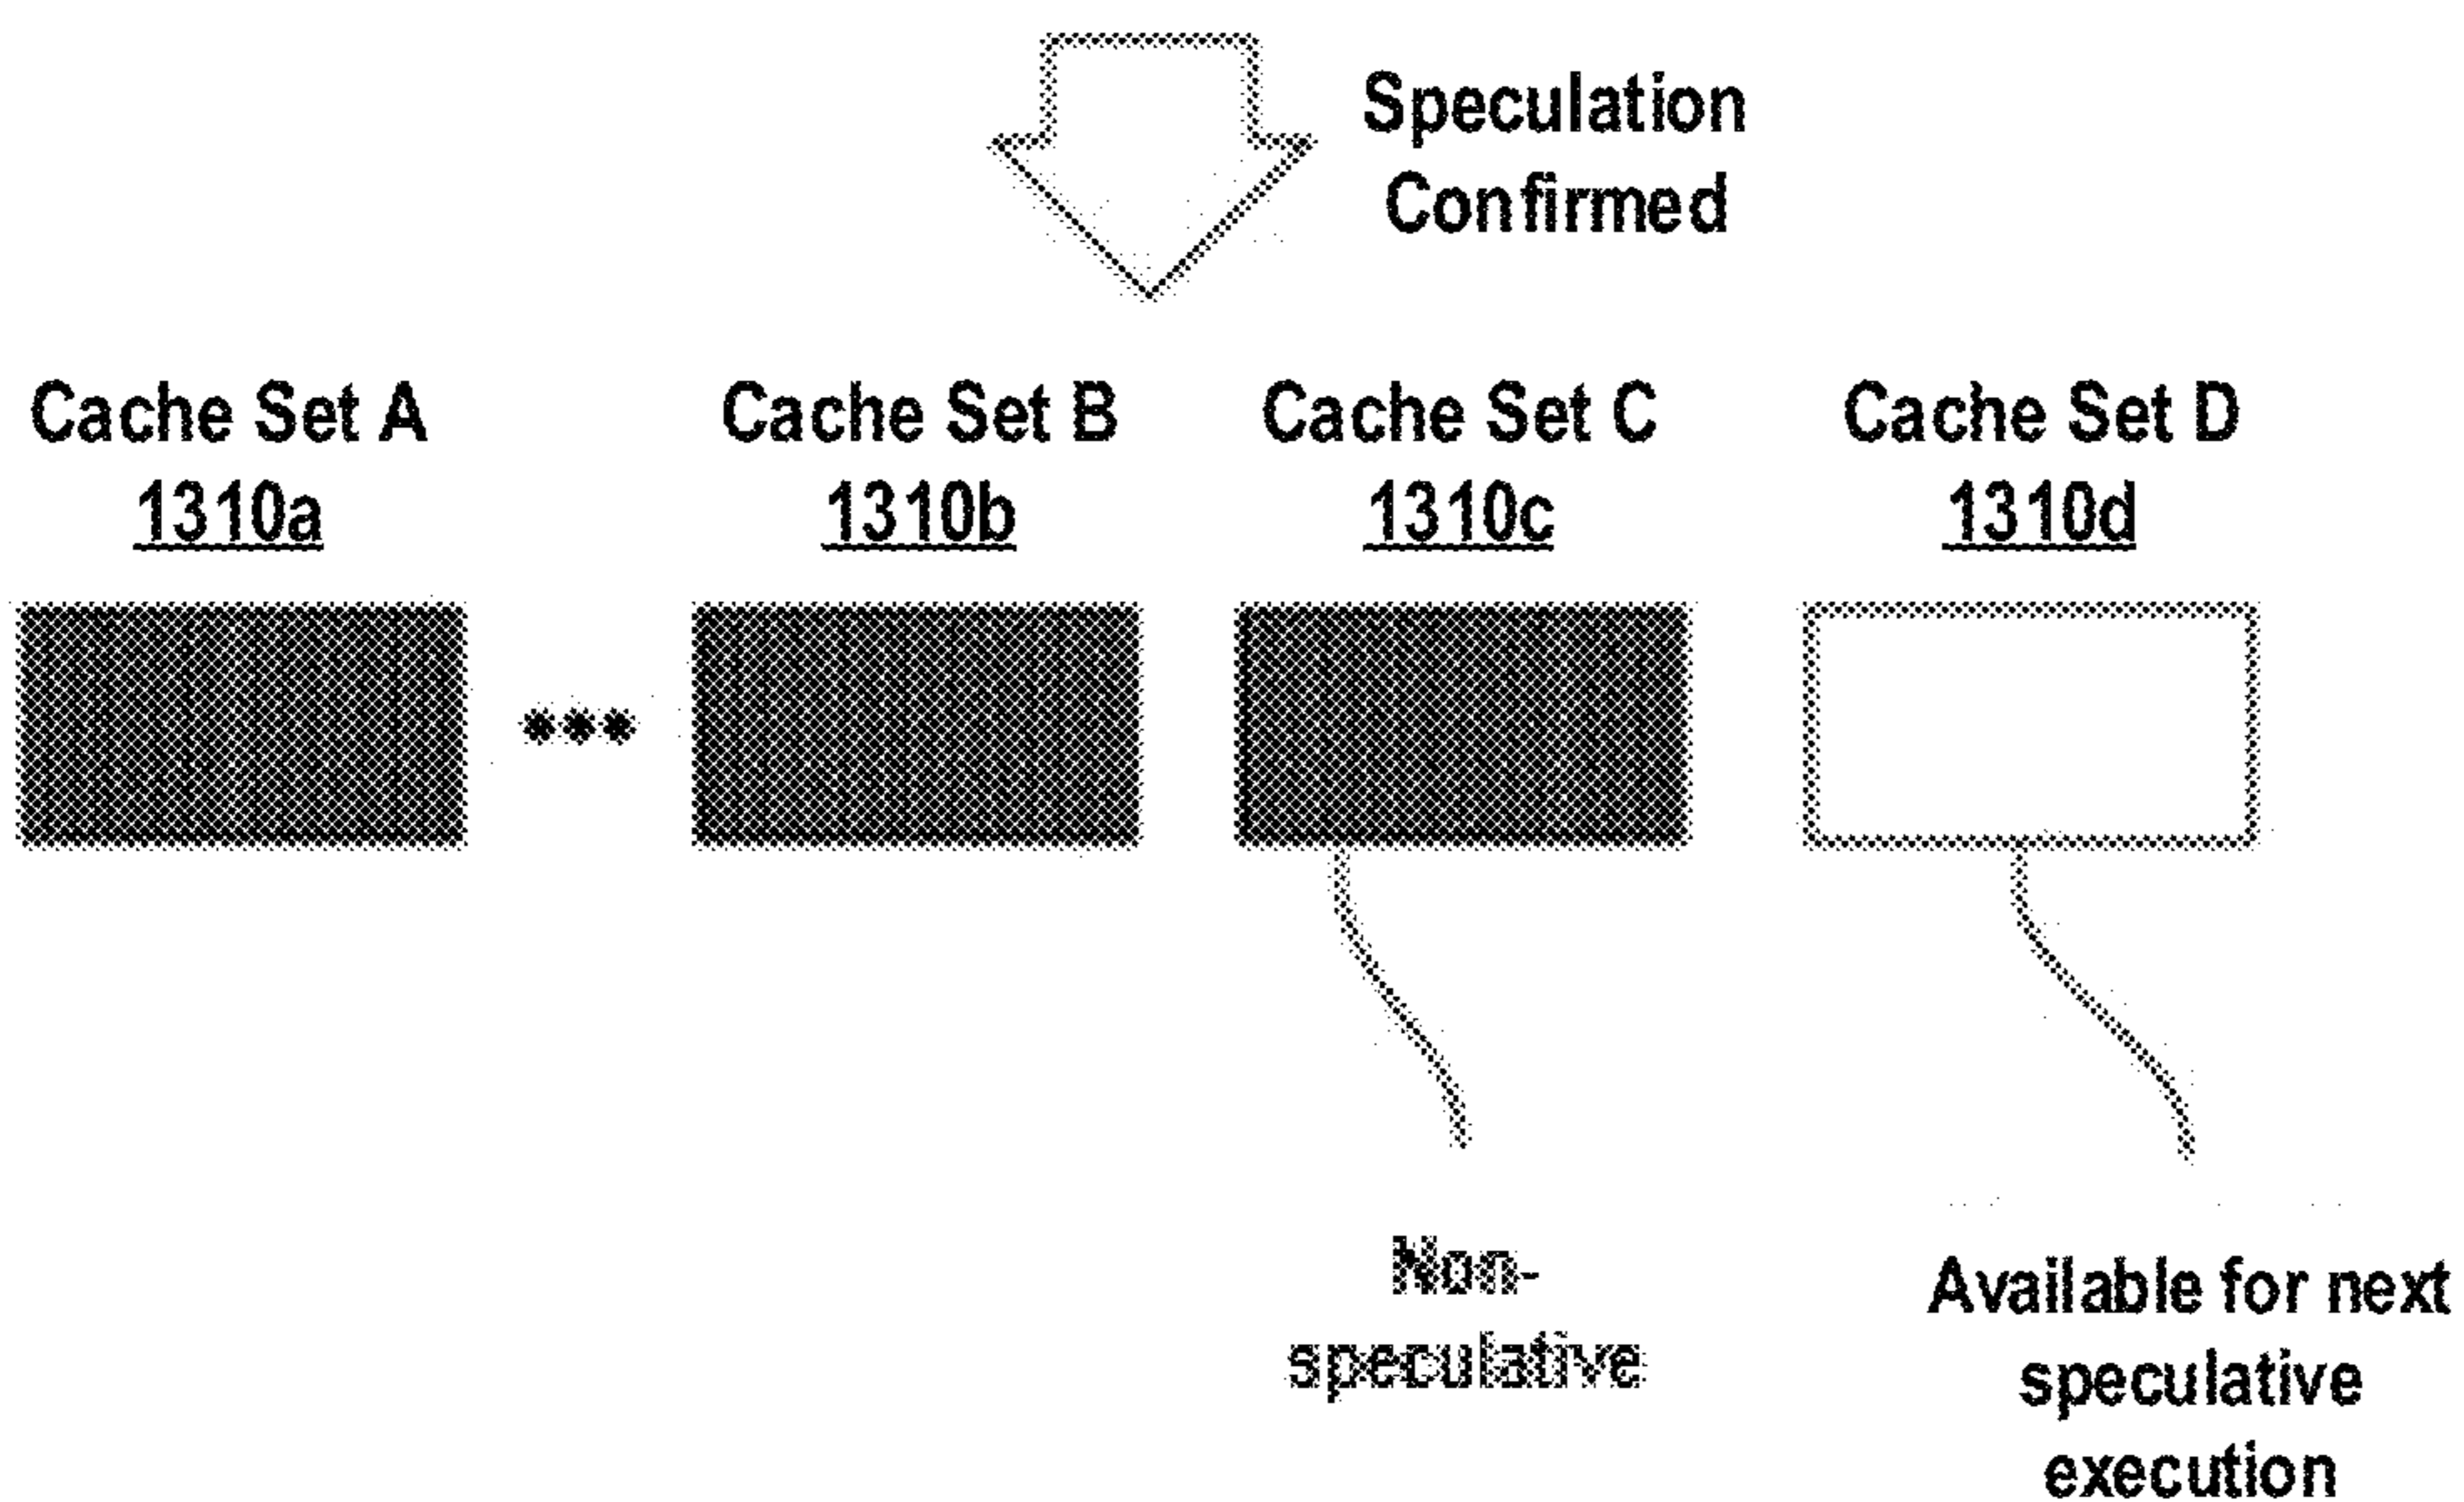 Speculation
Confirmed
Cache Set A
1310a
Cache Set B
1310b
Cache Set C
1310c
Cache Set D
1310d
Non-
speculative
Available for next
speculative
execution